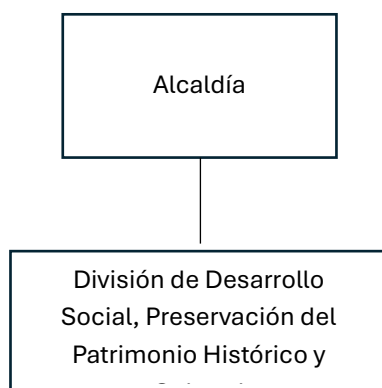 Alcaldía
División de Desarrollo
Social, Preservación del
Patrimonio Histórico y